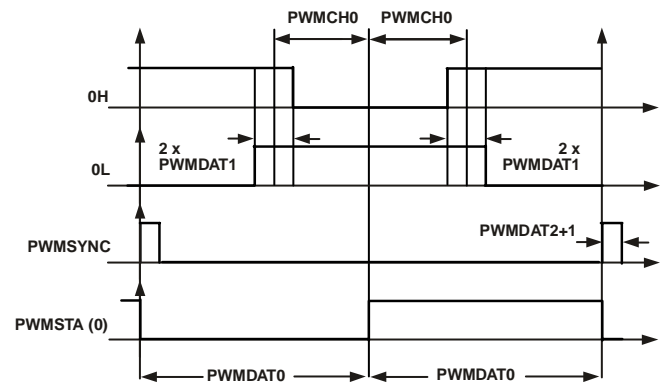 PWMCH0 PWMCH0
0H
2 x
PWMDAT1
2 x
PWMDAT1
0L
PWMSYNC
PWMDAT2+1
PWMSTA (0)
PWMDAT0 PWMDAT0